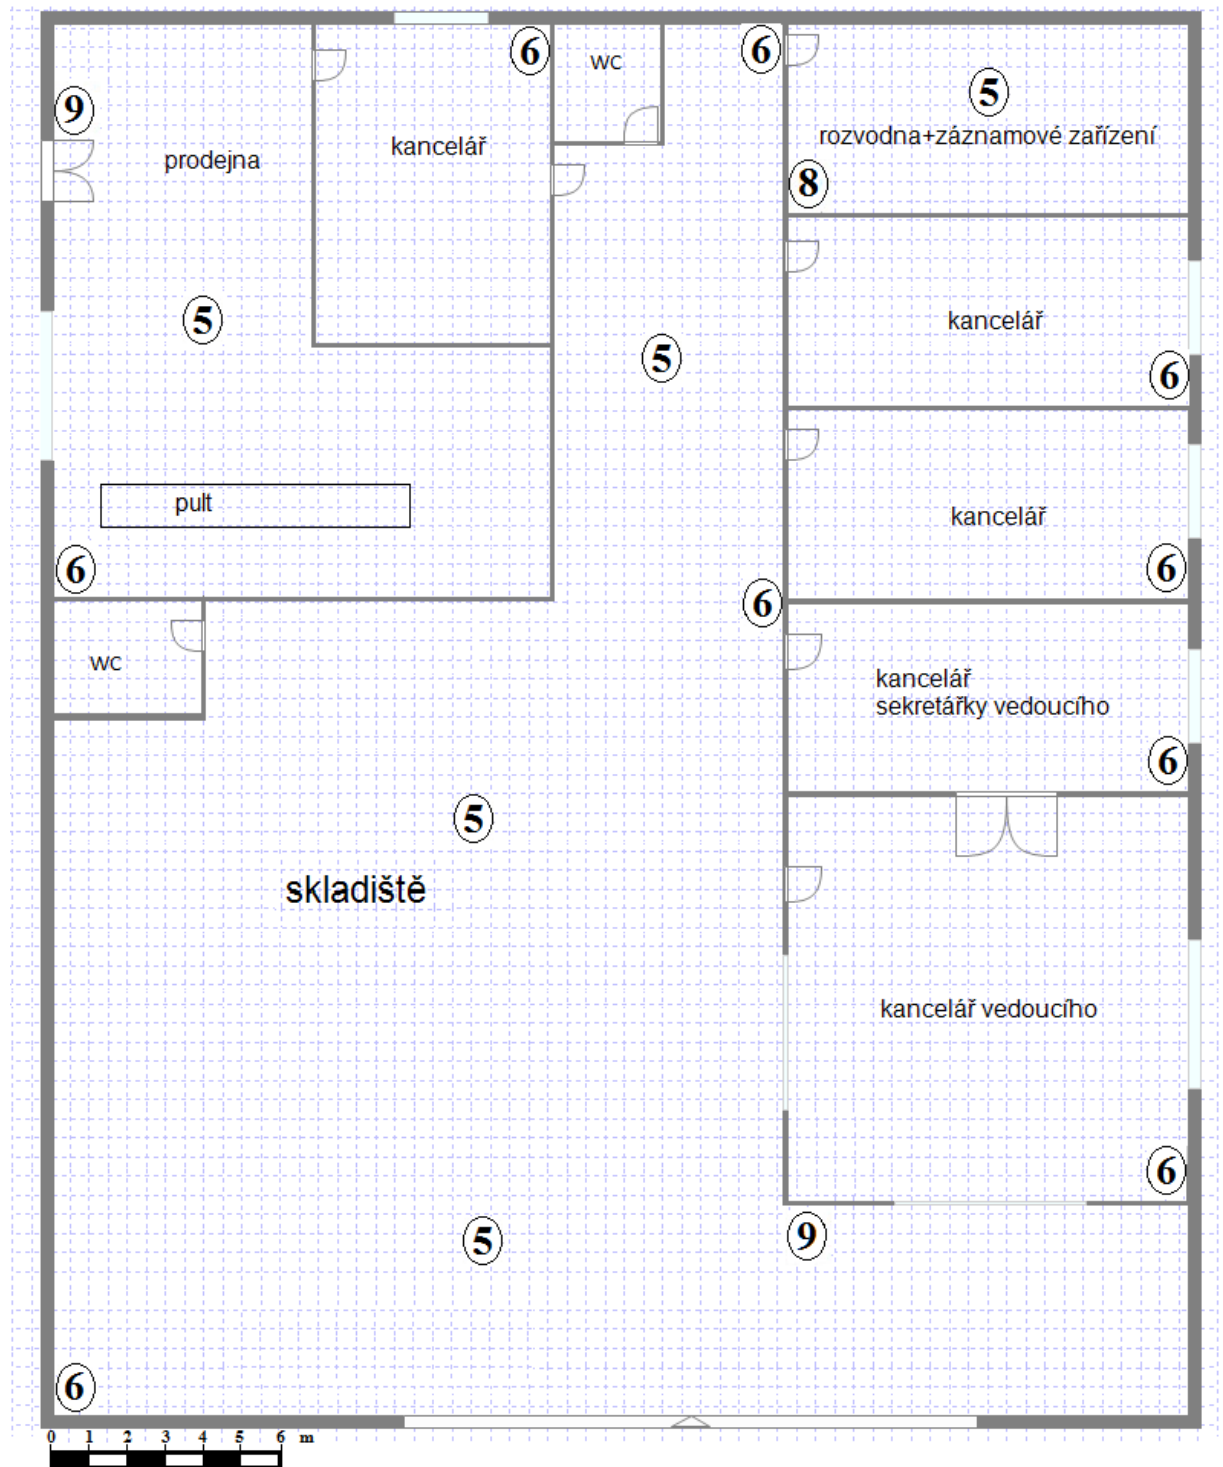 6
wc
6
5
9
rozvodna+záznamové zařízení
kancelář
prodejna
8
5
kancelář
5
6
pult
kancelář
6
6
6
wc
kancelář
sekretářky vedoucího
6
5
skladiště
kancelář vedoucího
6
5
9
6
0 1 2 3 4 5 6 m